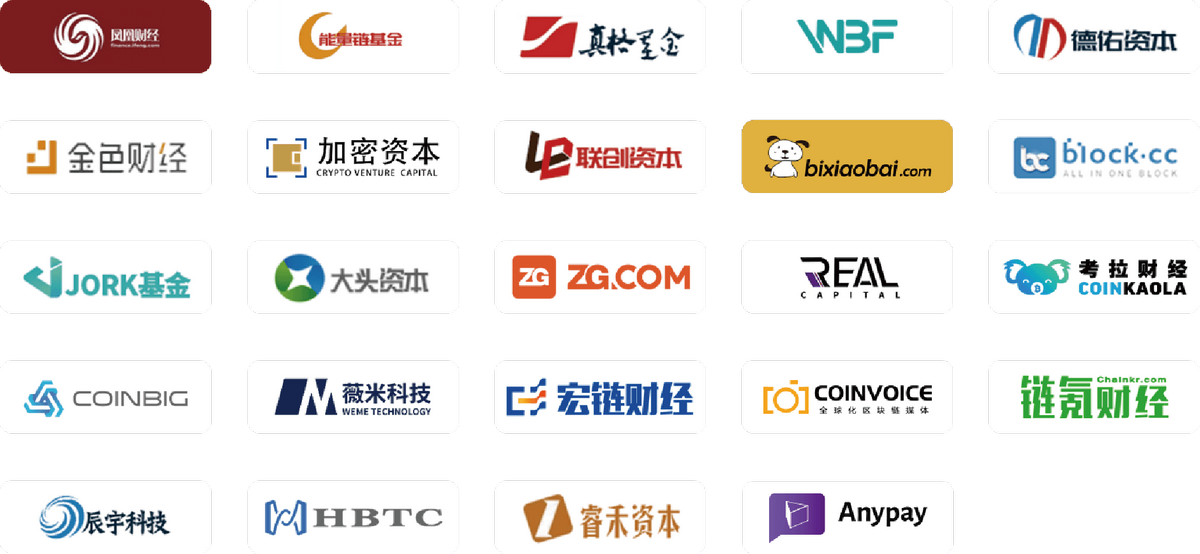 凤凰财经
finance.ifeng.com
能量链基金
真格基金
WBF
德佑资本
金色财经
加密资本
CRYPTO VENTURE CAPITAL
联创资本
bixiaobai.com
bc
block.cc
ALL IN ONE BLOCK
JORK基金
大头资本
ZG
ZG.COM
REAL
CAPITAL
考拉财经
COINKAOLA
COINBIG
薇米科技
WEME TECHNOLOGY
宏链财经
COINVOICE
全球化区块链媒体
Chainkr.com
链氪财经
辰宇科技
HBTC
睿禾资本
Anypay